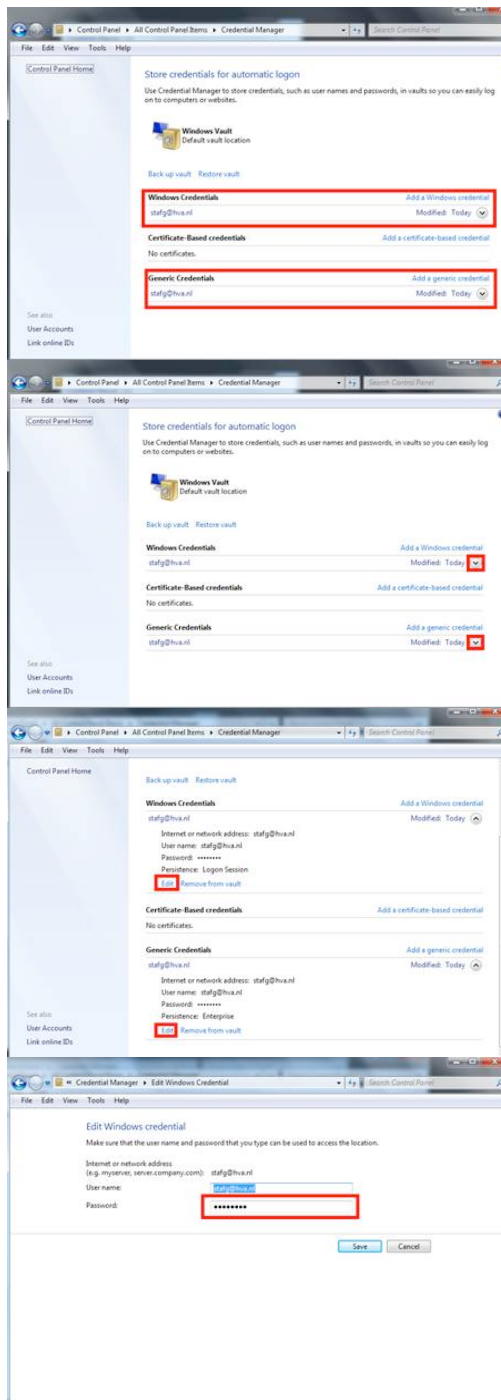 Control Panel ▸ All Control Panel Items ▸ Credential Manager
Search Control Panel
File Edit View Tools Help
Control Panel Home
Store credentials for automatic logon
Use Credential Manager to store credentials, such as user names and passwords, in vaults so you can easily log
on to computers or websites.
Windows Vault
Default vault location
Back up vault Restore vault
Windows Credentials Add a Windows credential
stafg@hva.nl Modified: Today
Certificate-Based credentials Add a certificate-based credential
No certificates.
Generic Credentials Add a generic credential
stafg@hva.nl Modified: Today
See also
User Accounts
Link online IDs
Control Panel ▸ All Control Panel Items ▸ Credential Manager
Search Control Panel
File Edit View Tools Help
Control Panel Home
Store credentials for automatic logon
Use Credential Manager to store credentials, such as user names and passwords, in vaults so you can easily log
on to computers or websites.
Windows Vault
Default vault location
Back up vault Restore vault
Windows Credentials Add a Windows credential
stafg@hva.nl Modified: Today
Certificate-Based credentials Add a certificate-based credential
No certificates.
Generic Credentials Add a generic credential
stafg@hva.nl Modified: Today
See also
User Accounts
Link online IDs
Control Panel ▸ All Control Panel Items ▸ Credential Manager
Search Control Panel
File Edit View Tools Help
Control Panel Home
Back up vault Restore vault
Windows Credentials Add a Windows credential
stafg@hva.nl Modified: Today
Internet or network address: stafg@hva.nl
User name: stafg@hva.nl
Password: ••••••••
Persistence: Logon Session
Edit Remove from vault
Certificate-Based credentials Add a certificate-based credential
No certificates.
Generic Credentials Add a generic credential
stafg@hva.nl Modified: Today
Internet or network address: stafg@hva.nl
User name: stafg@hva.nl
Password: ••••••••
Persistence: Enterprise
Edit Remove from vault
See also
User Accounts
Link online IDs
« Credential Manager ▸ Edit Windows Credential
Search Control Panel
File Edit View Tools Help
Edit Windows credential
Make sure that the user name and password that you type can be used to access the location.
Internet or network address
(e.g. myserver, server.company.com): stafg@hva.nl
User name: stafg@hva.nl
Password: ••••••••
Save Cancel